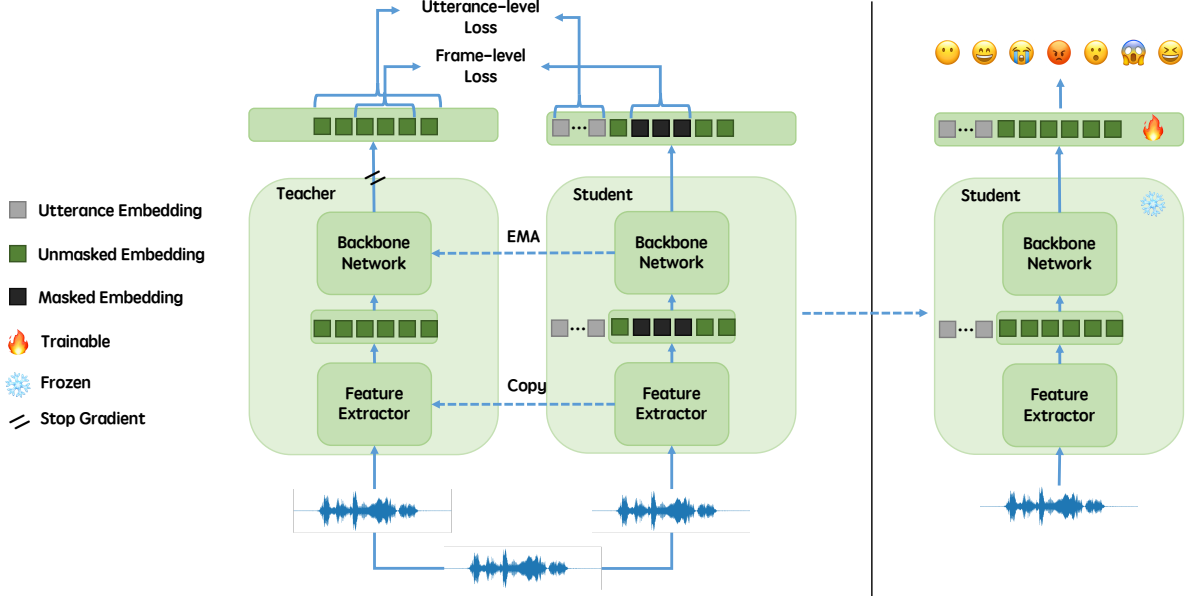 Utterance-level
Loss
Frame-level
Loss
Teacher
Student
Student
Utterance Embedding
Unmasked Embedding
Masked Embedding
Trainable
Frozen
Stop Gradient
Backbone
Network
EMA
Backbone
Network
Backbone
Network
Feature
Extractor
Copy
Feature
Extractor
Feature
Extractor